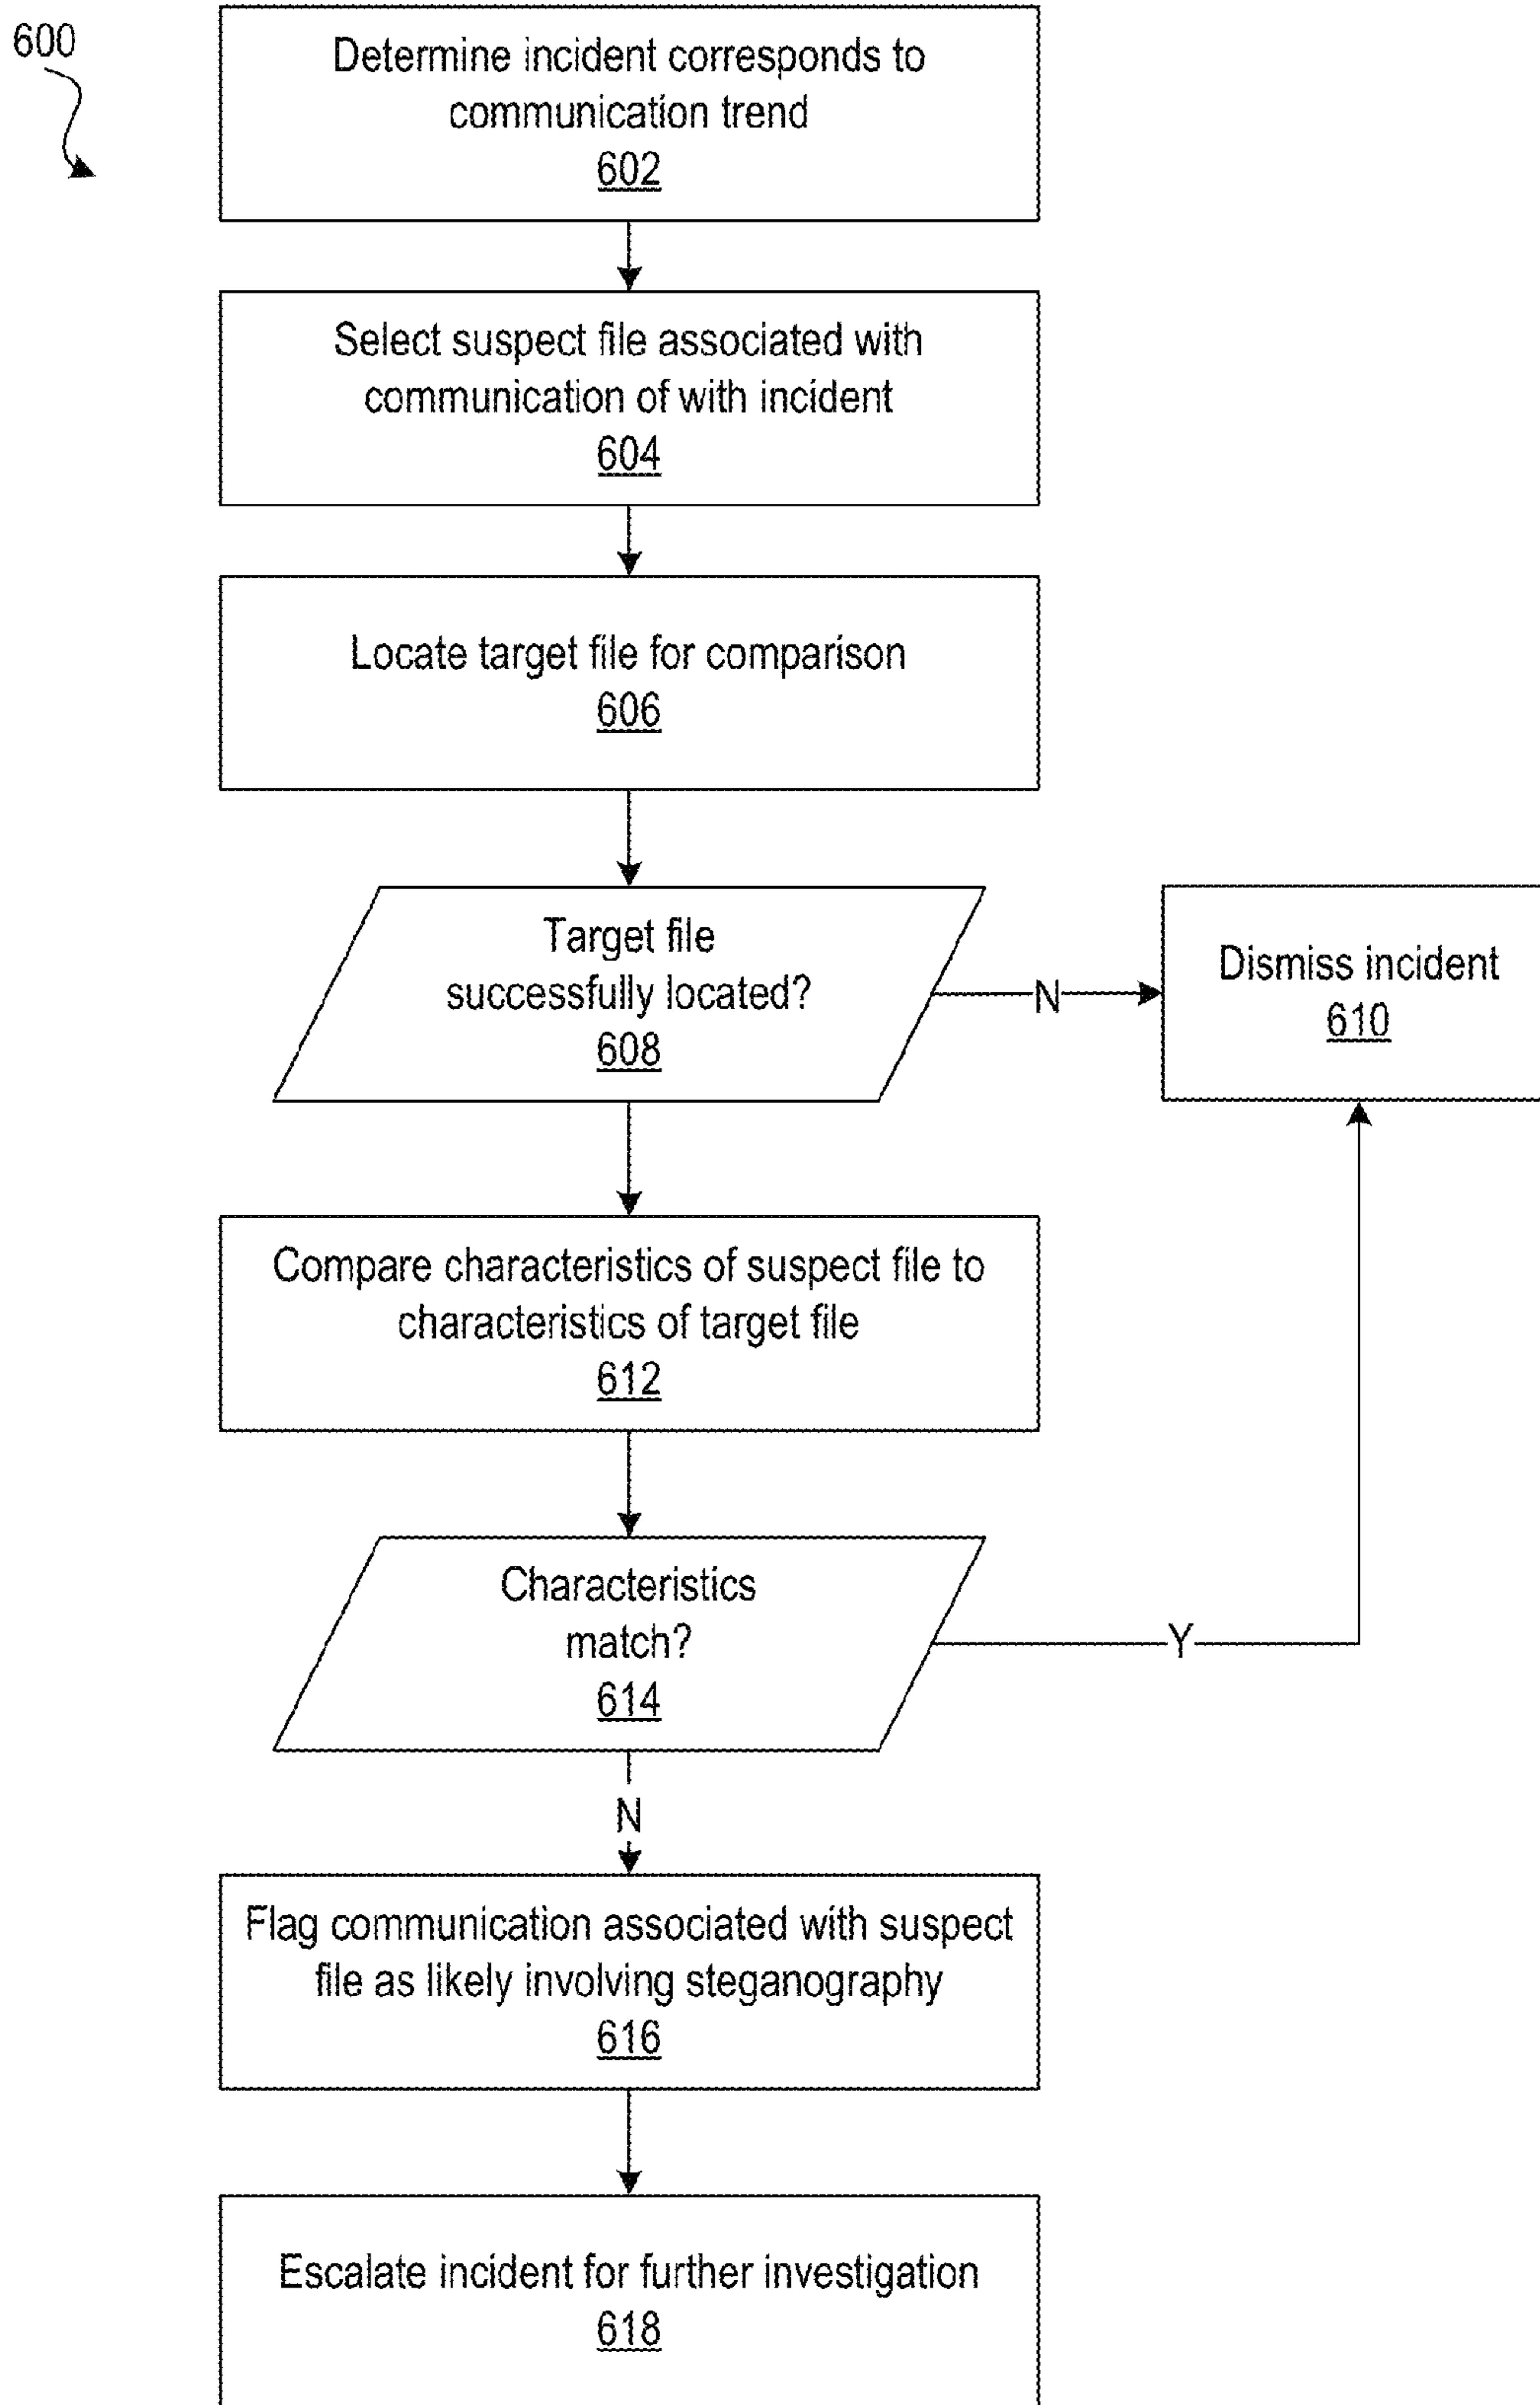 600
Determine incident corresponds to
communication trend
602
Select suspect file associated with
communication of with incident
604
Locate target file for comparison
606
Target file
successfully located?
608
N
Dismiss incident
610
Compare characteristics of suspect file to
characteristics of target file
612
Characteristics
match?
614
Y
N
Flag communication associated with suspect
file as likely involving steganography
616
Escalate incident for further investigation
618